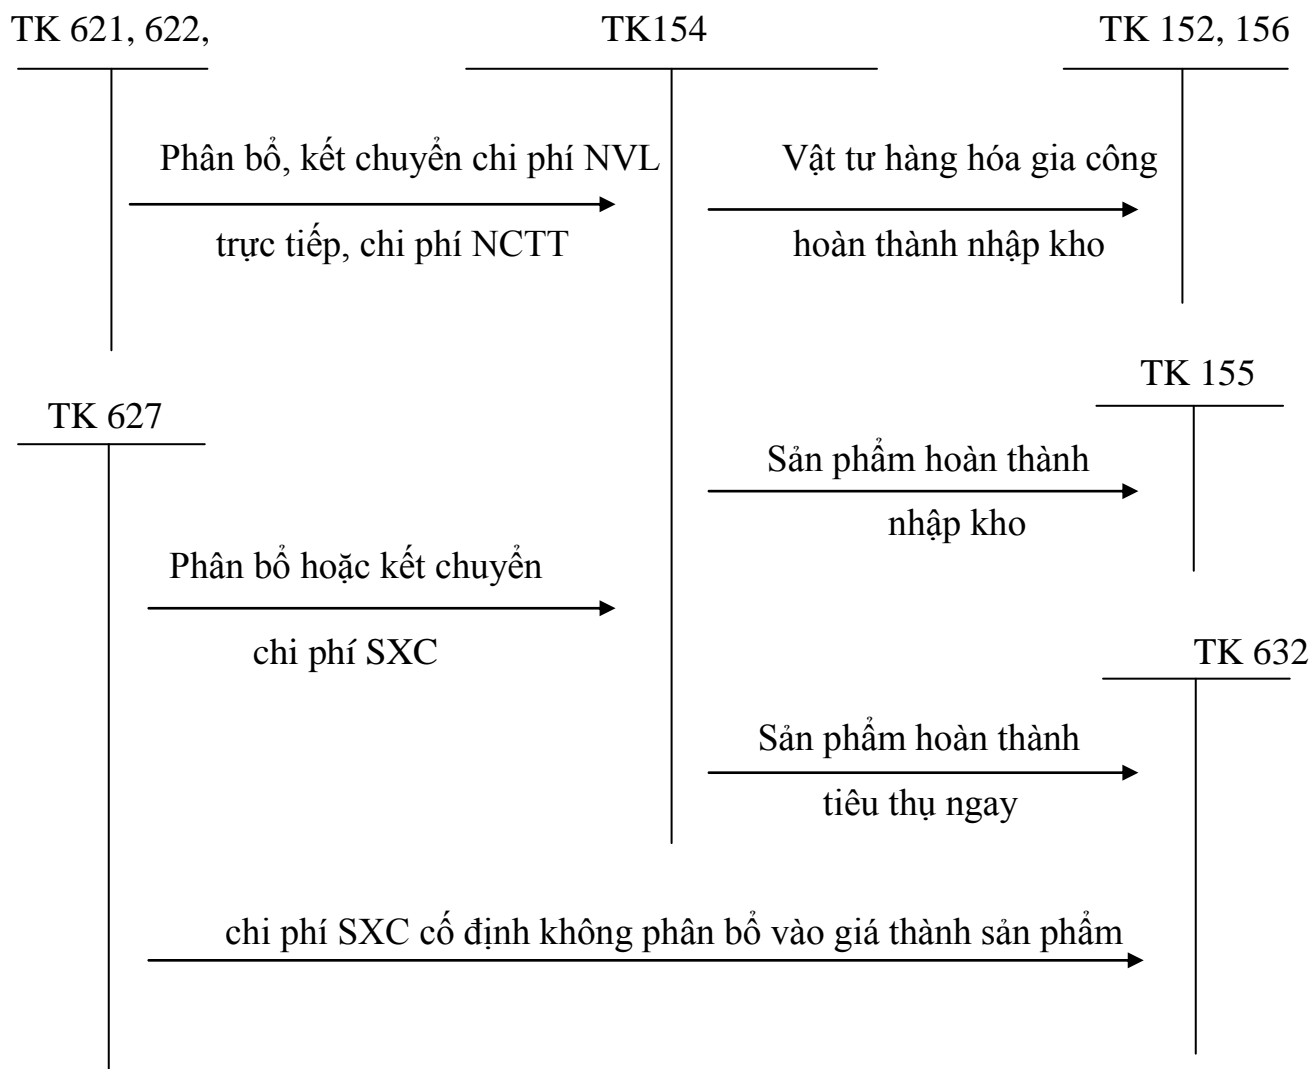 TK 621, 622,
TK154
TK 152, 156
Phân bổ, kết chuyển chi phí NVL
trực tiếp, chi phí NCTT
Vật tư hàng hóa gia công
hoàn thành nhập kho
TK 155
TK 627
Sản phẩm hoàn thành
nhập kho
Phân bổ hoặc kết chuyển
chi phí SXC
TK 632
Sản phẩm hoàn thành
tiêu thụ ngay
chi phí SXC cố định không phân bổ vào giá thành sản phẩm